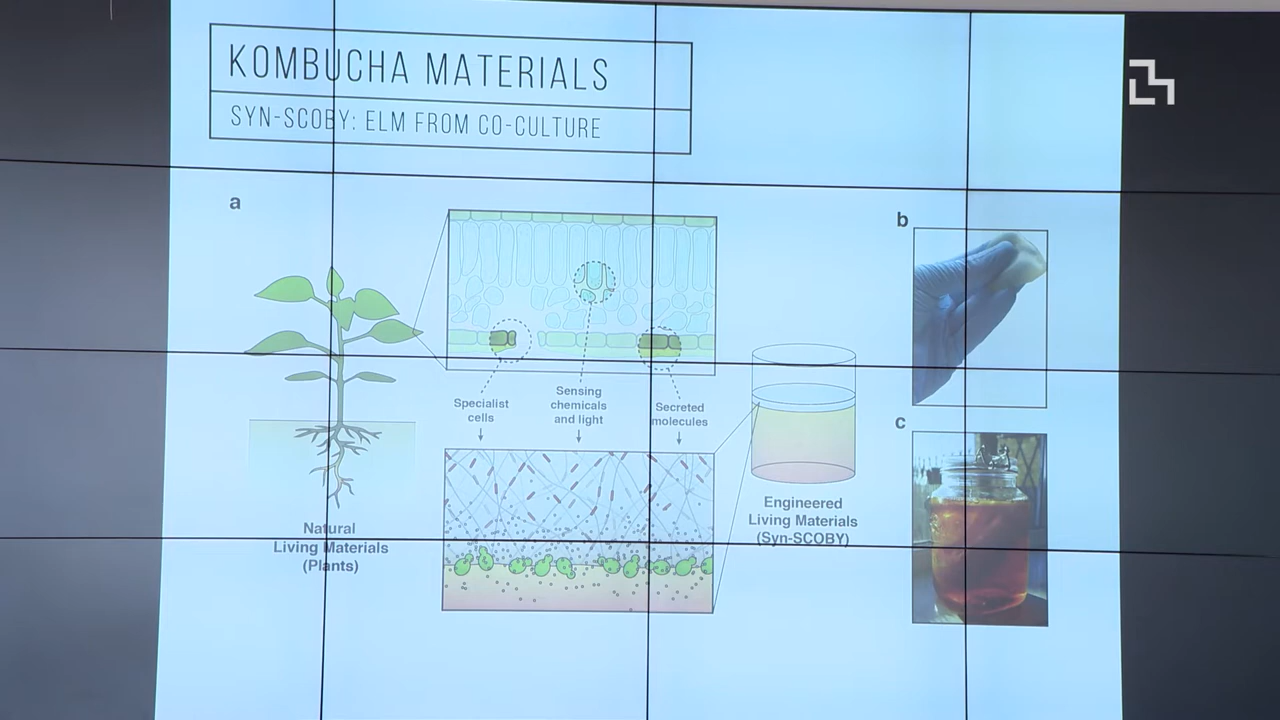 KOMBUCHA MATERIALS
SYN-SCOBY: ELM FROM CO-CULTURE
a
b
Specialist
cells
Sensing
chemicals
and light
Secreted
molecules
c
Natural
Living Materials
(Plants)
Engineered
Living Materials
(Syn-SCOBY)